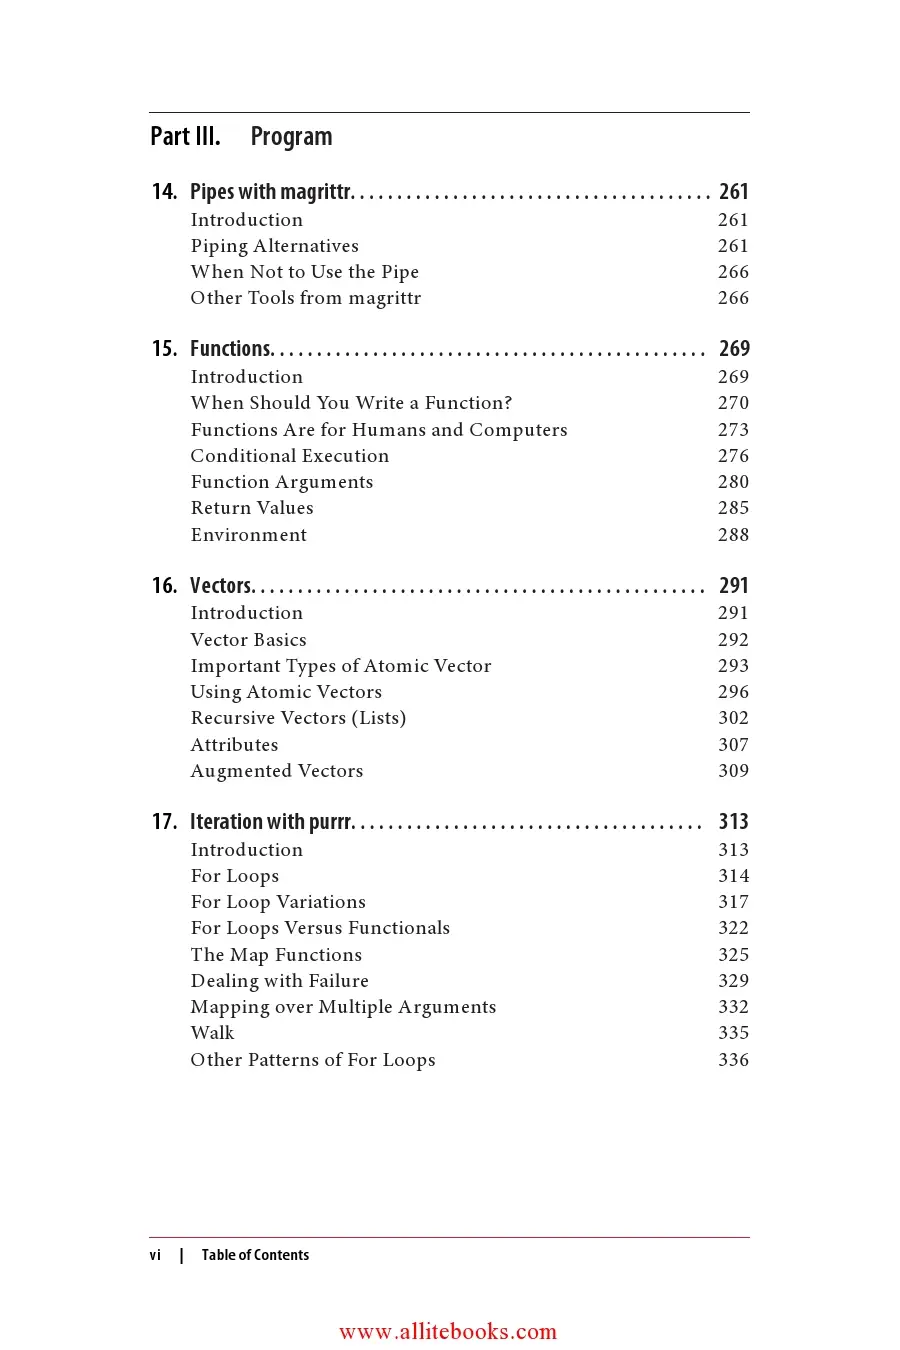 Part III. Program
14. Pipes with magrittr. . . . . . . . . . . . . . . . . . . . . . . . . . . . . . . . . . . . . . . 261
Introduction 261
Piping Alternatives 261
When Not to Use the Pipe 266
Other Tools from magrittr 266
15. Functions. . . . . . . . . . . . . . . . . . . . . . . . . . . . . . . . . . . . . . . . . . . . . . . 269
Introduction 269
When Should You Write a Function? 270
Functions Are for Humans and Computers 273
Conditional Execution 276
Function Arguments 280
Return Values 285
Environment 288
16. Vectors. . . . . . . . . . . . . . . . . . . . . . . . . . . . . . . . . . . . . . . . . . . . . . . . . 291
Introduction 291
Vector Basics 292
Important Types of Atomic Vector 293
Using Atomic Vectors 296
Recursive Vectors (Lists) 302
Attributes 307
Augmented Vectors 309
17. Iteration with purrr. . . . . . . . . . . . . . . . . . . . . . . . . . . . . . . . . . . . . . 313
Introduction 313
For Loops 314
For Loop Variations 317
For Loops Versus Functionals 322
The Map Functions 325
Dealing with Failure 329
Mapping over Multiple Arguments 332
Walk 335
Other Patterns of For Loops 336
vi | Table of Contents
www.allitebooks.com